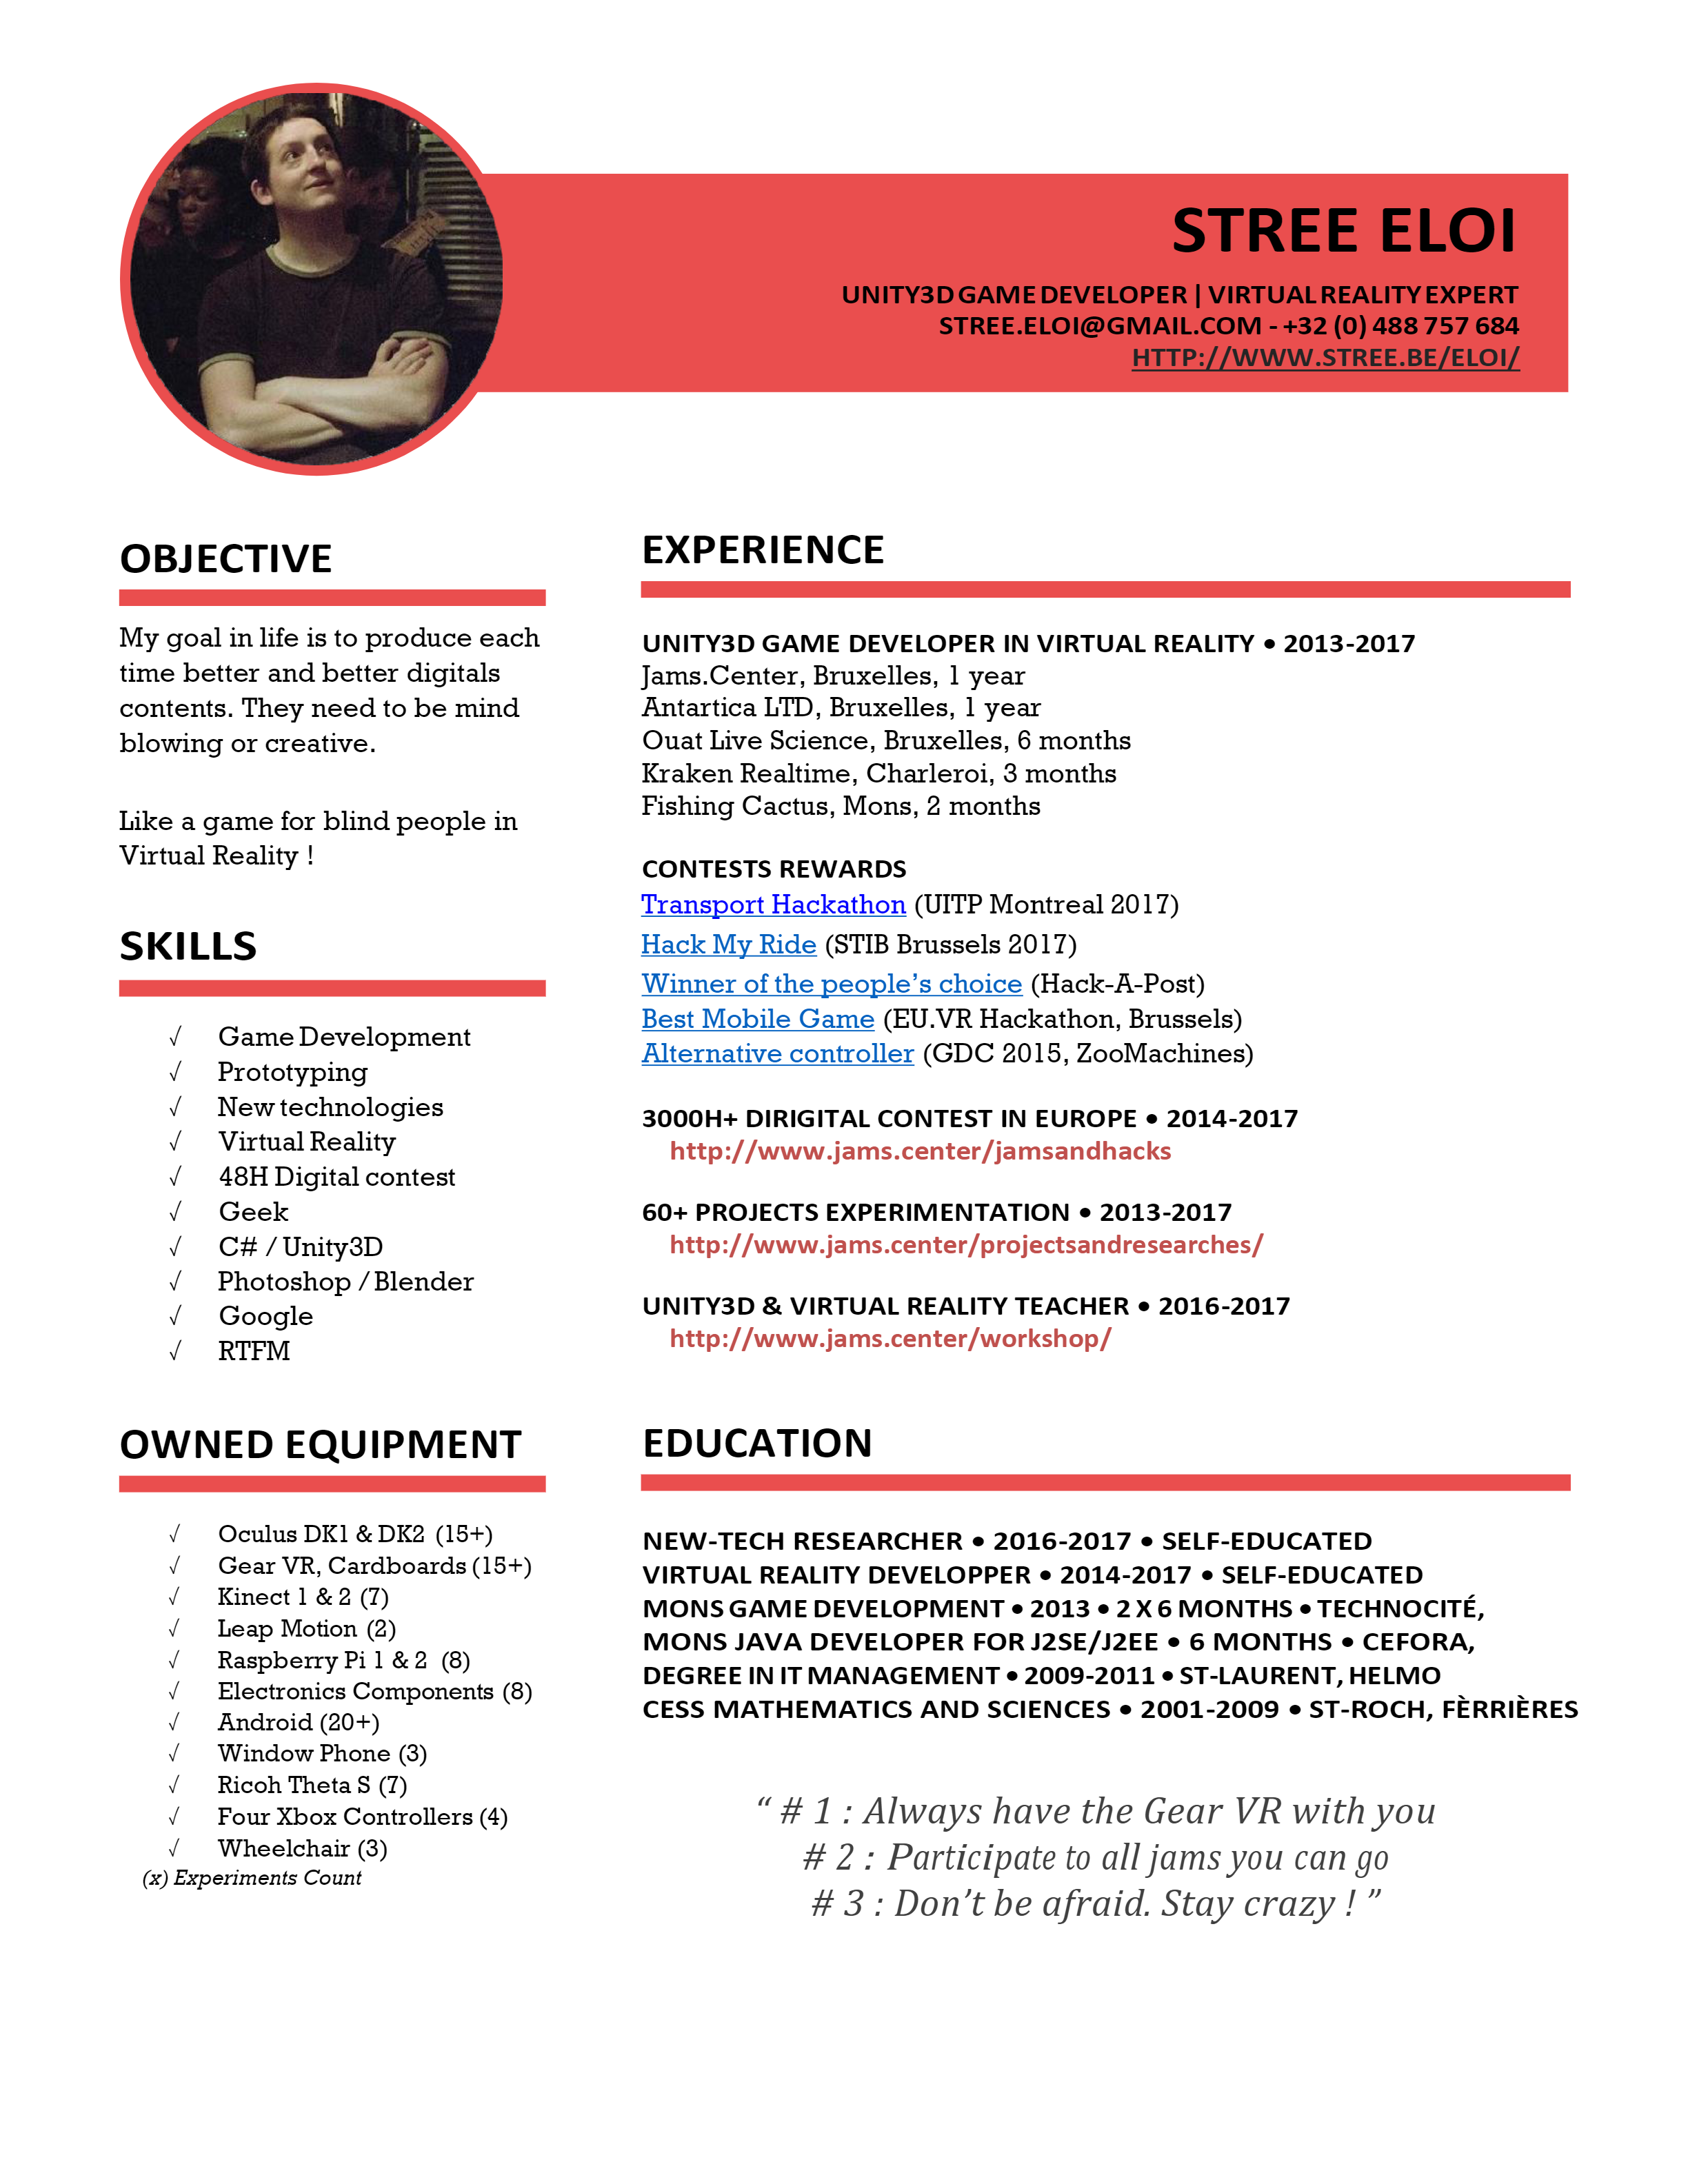 STREE ELOI
UNITY3D GAME DEVELOPER | VIRTUAL REALITY EXPERT
STREE.ELOI@GMAIL.COM - +32 (0) 488 757 684
HTTP://WWW.STREE.BE/ELOI/
OBJECTIVE
My goal in life is to produce each
time better and better digitals
contents. They need to be mind
blowing or creative.
Like a game for blind people in
Virtual Reality !
SKILLS
√ Game Development
√ Prototyping
√ New technologies
√ Virtual Reality
√ 48H Digital contest
√ Geek
√ C# / Unity3D
√ Photoshop / Blender
√ Google
√ RTFM
OWNED EQUIPMENT
√ Oculus DK1 & DK2 (15+)
√ Gear VR, Cardboards (15+)
√ Kinect 1 & 2 (7)
√ Leap Motion (2)
√ Raspberry Pi 1 & 2 (8)
√ Electronics Components (8)
√ Android (20+)
√ Window Phone (3)
√ Ricoh Theta S (7)
√ Four Xbox Controllers (4)
√ Wheelchair (3)
(x) Experiments Count
EXPERIENCE
UNITY3D GAME DEVELOPER IN VIRTUAL REALITY • 2013-2017
Jams.Center, Bruxelles, 1 year
Antartica LTD, Bruxelles, 1 year
Ouat Live Science, Bruxelles, 6 months
Kraken Realtime, Charleroi, 3 months
Fishing Cactus, Mons, 2 months
CONTESTS REWARDS
Transport Hackathon (UITP Montreal 2017)
Hack My Ride (STIB Brussels 2017)
Winner of the people’s choice (Hack-A-Post)
Best Mobile Game (EU.VR Hackathon, Brussels)
Alternative controller (GDC 2015, ZooMachines)
3000H+ DIRIGITAL CONTEST IN EUROPE • 2014-2017
http://www.jams.center/jamsandhacks
60+ PROJECTS EXPERIMENTATION • 2013-2017
http://www.jams.center/projectsandresearches/
UNITY3D & VIRTUAL REALITY TEACHER • 2016-2017
http://www.jams.center/workshop/
EDUCATION
NEW-TECH RESEARCHER • 2016-2017 • SELF-EDUCATED
VIRTUAL REALITY DEVELOPPER • 2014-2017 • SELF-EDUCATED
MONS GAME DEVELOPMENT • 2013 • 2 X 6 MONTHS • TECHNOCITÉ,
MONS JAVA DEVELOPER FOR J2SE/J2EE • 6 MONTHS • CEFORA,
DEGREE IN IT MANAGEMENT • 2009-2011 • ST-LAURENT, HELMO
CESS MATHEMATICS AND SCIENCES • 2001-2009 • ST-ROCH, FÈRRIÈRES
“ # 1 : Always have the Gear VR with you
# 2 : Participate to all jams you can go
# 3 : Don’t be afraid. Stay crazy ! ”